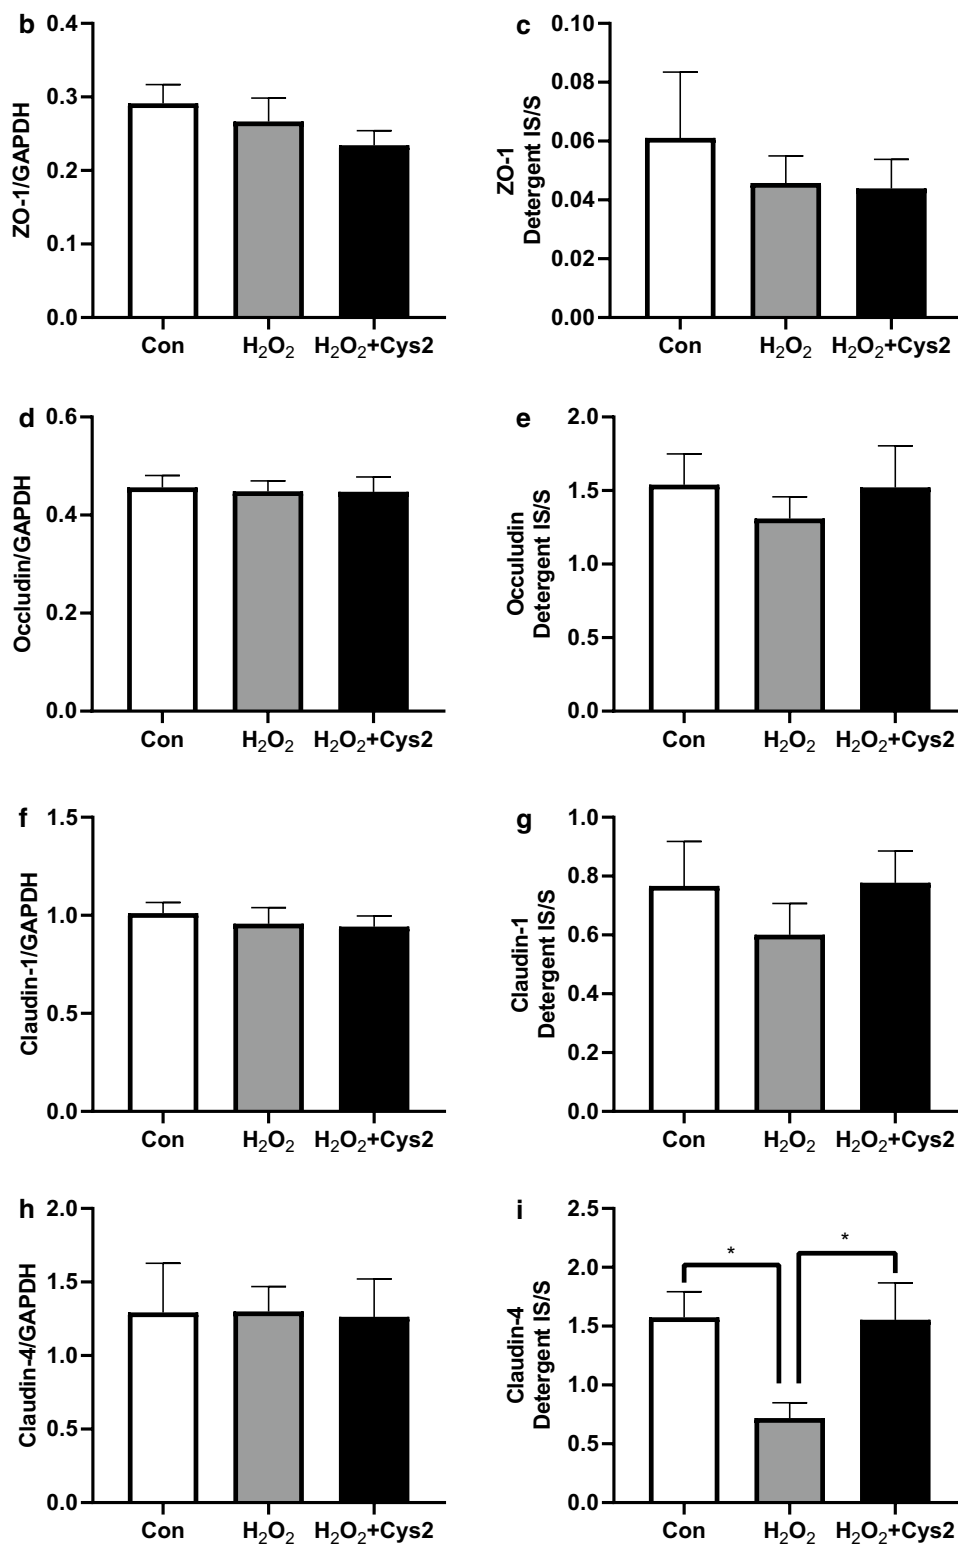 b
ZO-1/GAPDH
0.4
0.3
0.2
0.1
0.0
Con
H₂O₂
H₂O₂+Cys2
c
ZO-1
Detergent IS/S
0.10
0.08
0.06
0.04
0.02
0.00
Con
H₂O₂
H₂O₂+Cys2
d
Occludin/GAPDH
0.6
0.4
0.2
0.0
Con
H₂O₂
H₂O₂+Cys2
e
Occuludin
Detergent IS/S
2.0
1.5
1.0
0.5
0.0
Con
H₂O₂
H₂O₂+Cys2
f
Claudin-1/GAPDH
1.5
1.0
0.5
0.0
Con
H₂O₂
H₂O₂+Cys2
g
Claudin-1
Detergent IS/S
1.0
0.8
0.6
0.4
0.2
0.0
Con
H₂O₂
H₂O₂+Cys2
h
Claudin-4/GAPDH
2.0
1.5
1.0
0.5
0.0
Con
H₂O₂
H₂O₂+Cys2
i
Claudin-4
Detergent IS/S
2.5
2.0
1.5
1.0
0.5
0.0
*
*
Con
H₂O₂
H₂O₂+Cys2